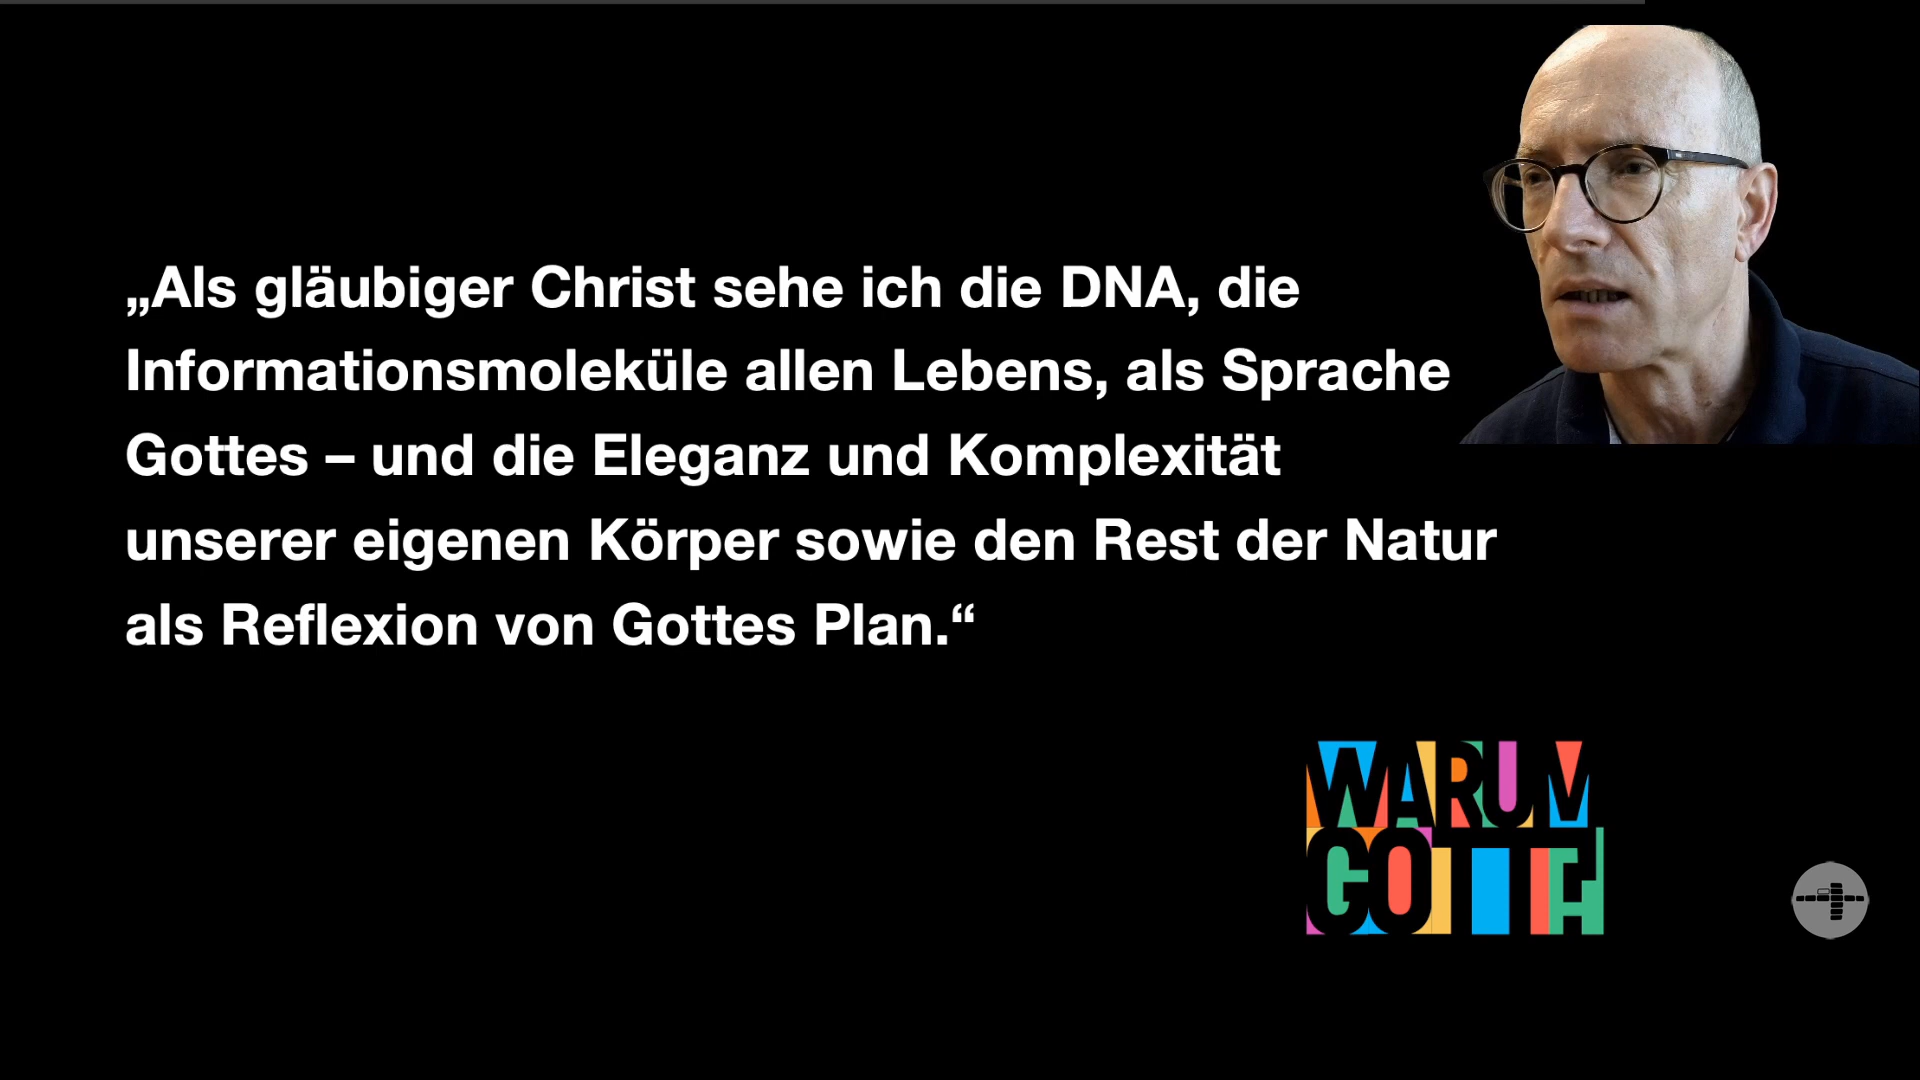 „Als gläubiger Christ sehe ich die DNA, die
Informationsmoleküle allen Lebens, als Sprache
Gottes – und die Eleganz und Komplexität
unserer eigenen Körper sowie den Rest der Natur
als Reflexion von Gottes Plan.“
WARUM
GOTT?